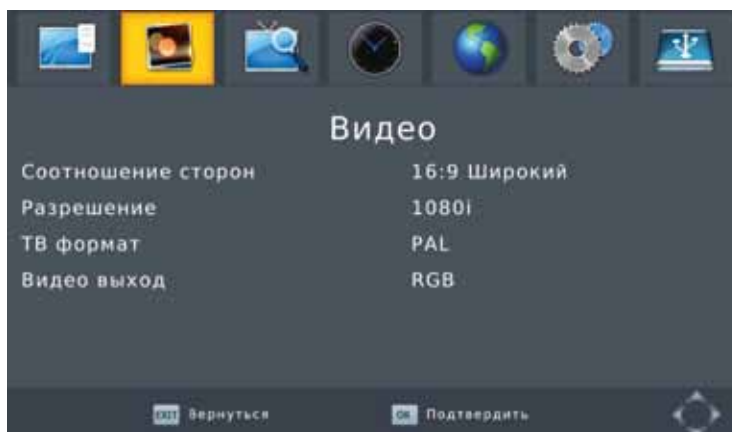 Видео
Соотношение сторон 16:9 Широкий
Разрешение 1080i
ТВ формат PAL
Видео выход RGB
EXIT Вернуться OK Подтвердить